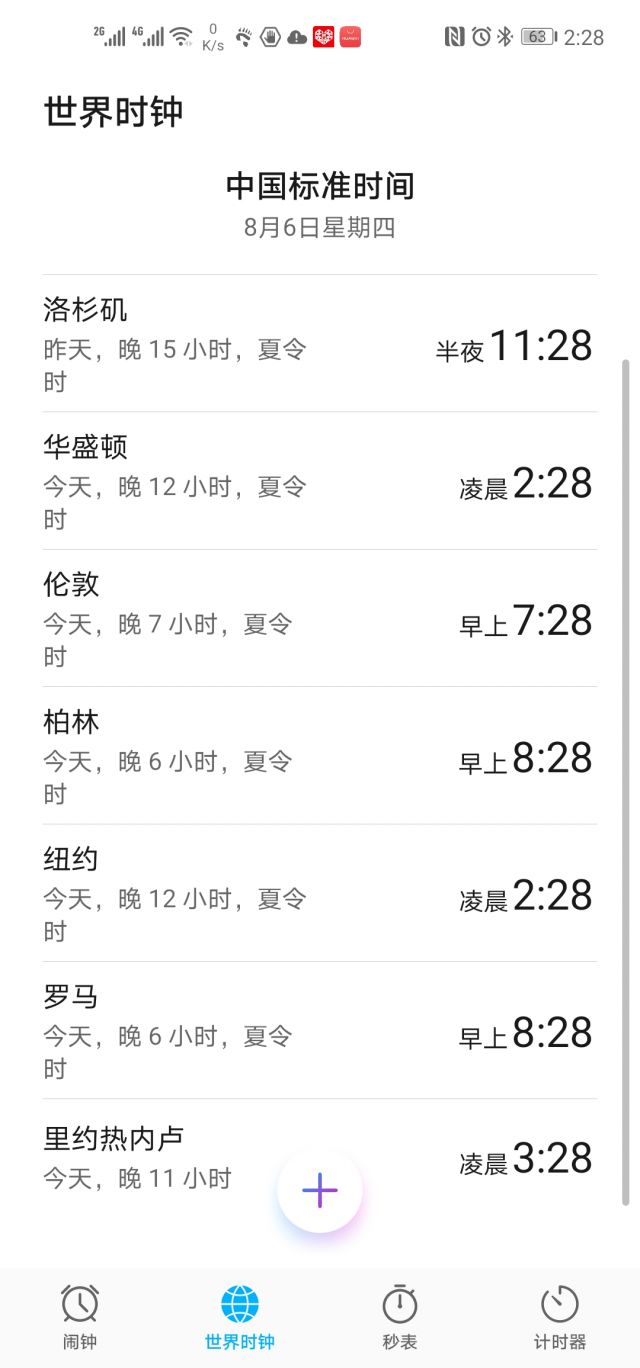 2G 4G 0 K/s 63 2:28
世界时钟
中国标准时间
8月6日星期四
洛杉矶
昨天，晚 15 小时，夏令
时
半夜11:28
华盛顿
今天，晚 12 小时，夏令
时
凌晨2:28
伦敦
今天，晚 7 小时，夏令
时
早上7:28
柏林
今天，晚 6 小时，夏令
时
早上8:28
纽约
今天，晚 12 小时，夏令
时
凌晨2:28
罗马
今天，晚 6 小时，夏令
时
早上8:28
里约热内卢
今天，晚 11 小时
凌晨3:28
闹钟 世界时钟 秒表 计时器